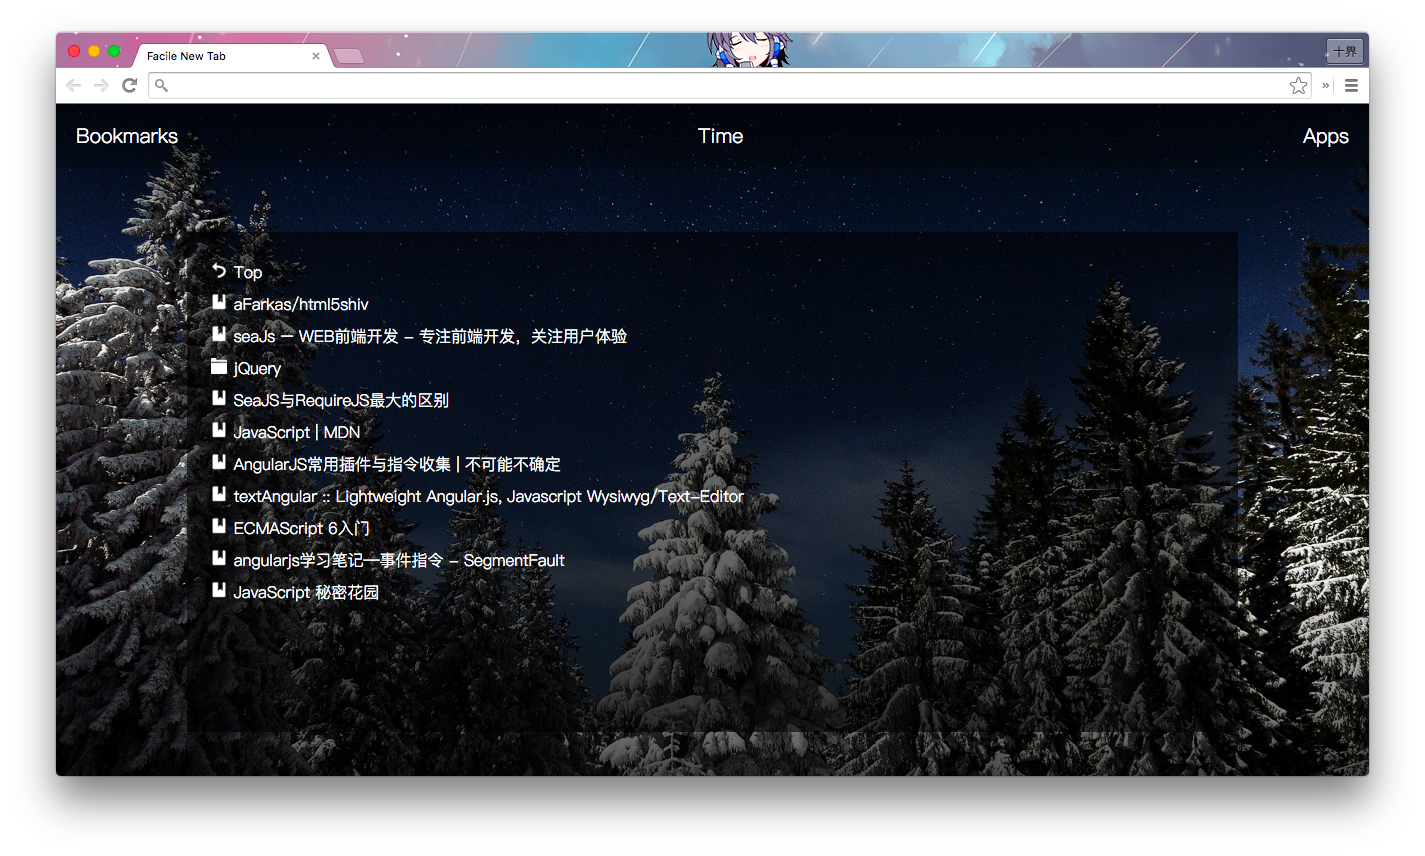 Facile New Tab
十界
Bookmarks
Time
Apps
Top
aFarkas/html5shiv
seaJs — WEB前端开发 – 专注前端开发，关注用户体验
jQuery
SeaJS与RequireJS最大的区别
JavaScript | MDN
AngularJS常用插件与指令收集 | 不可能不确定
textAngular :: Lightweight Angular.js, Javascript Wysiwyg/Text-Editor
ECMAScript 6入门
angularjs学习笔记—事件指令 - SegmentFault
JavaScript 秘密花园